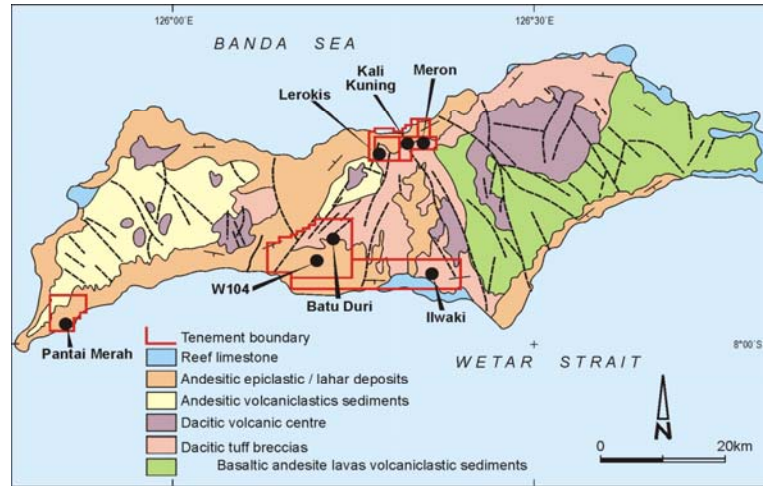 126°00´E
126°30´E
BANDA SEA
Kali
Kuning
Meron
Lerokis
W104
Batu Duri
Ilwaki
Pantai Merah
WETAR STRAIT
8°00´S
Tenement boundary
Reef limestone
Andesitic epiclastic / lahar deposits
Andesitic volcaniclastics sediments
Dacitic volcanic centre
Dacitic tuff breccias
Basaltic andesite lavas volcaniclastic sediments
N
0
20km